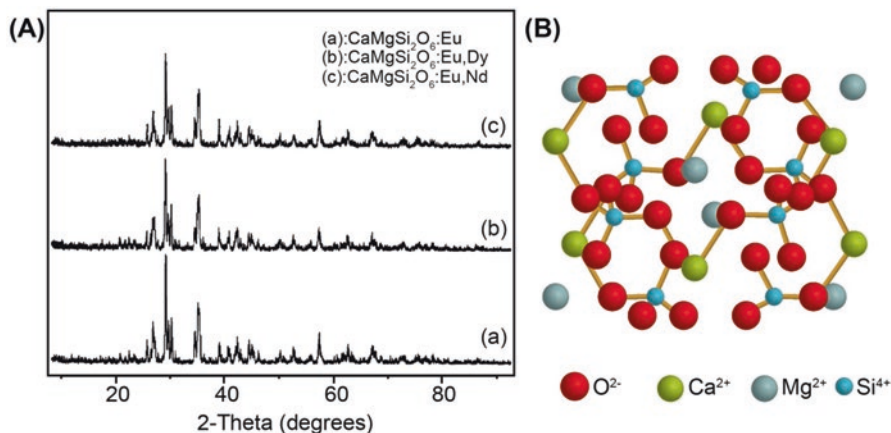 (A)
(a):CaMgSi₂O₆:Eu
(b):CaMgSi₂O₆:Eu,Dy
(c):CaMgSi₂O₆:Eu,Nd
(c)
(b)
(a)
20 40 60 80
2-Theta (degrees)
(B)
O²⁻ Ca²⁺ Mg²⁺ Si⁴⁺